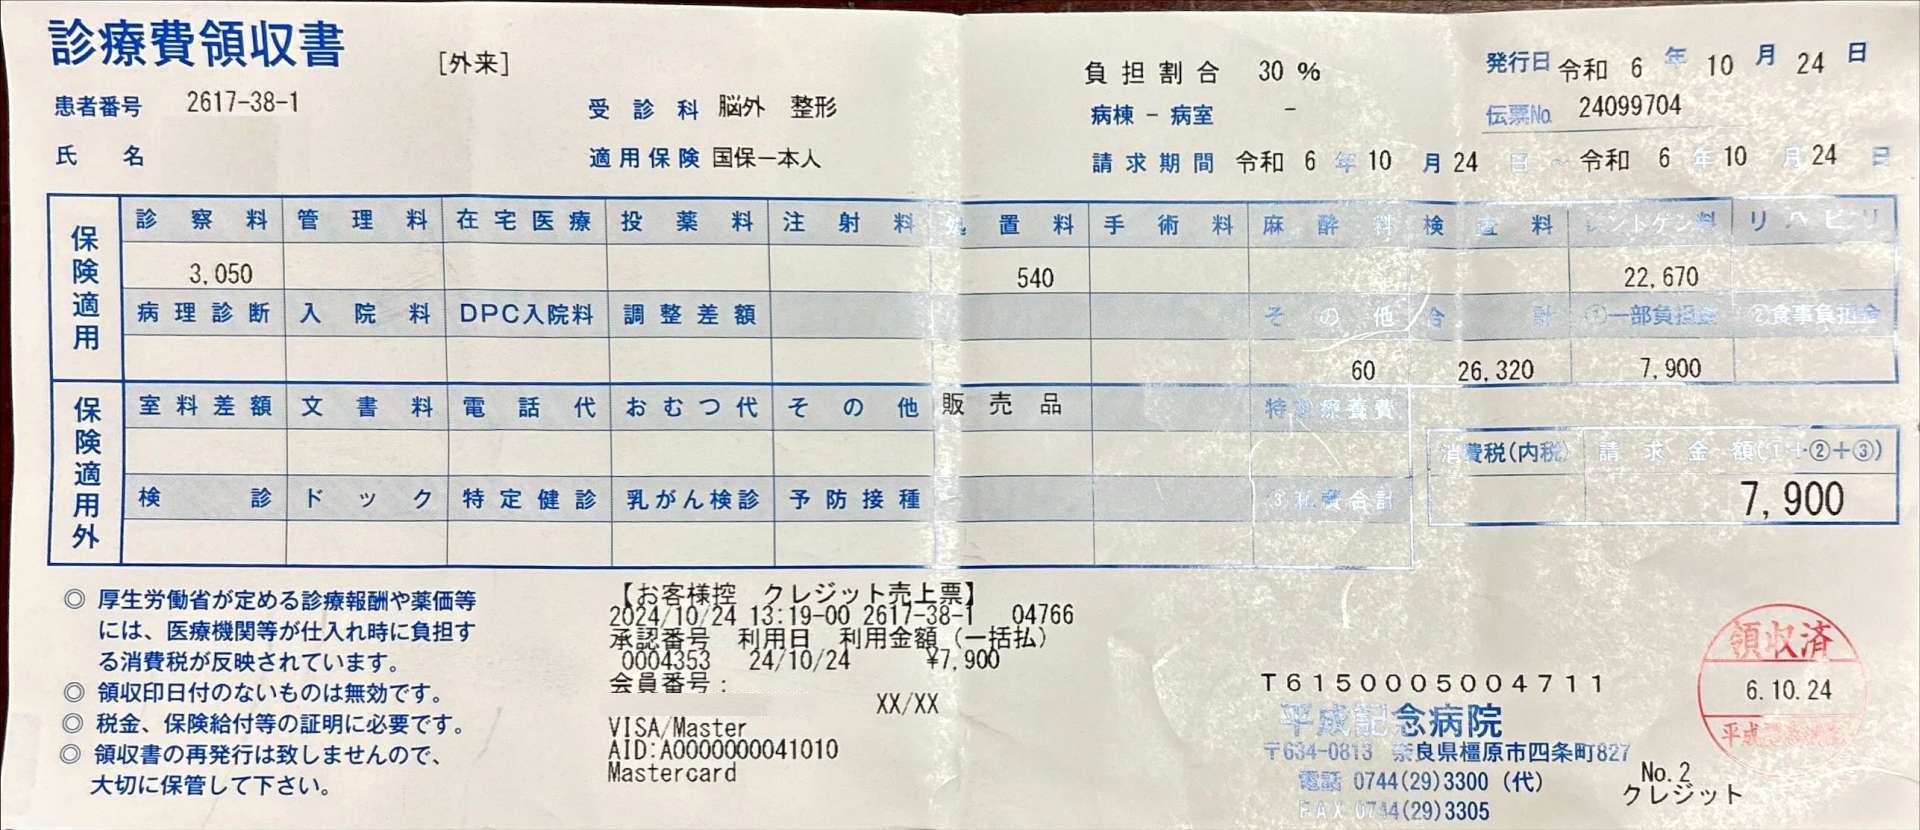 診療費領収書
[外来]
負担割合 30 %
発行日 令和 6 年 10 月 24 日
患者番号 2617-38-1
受診科 脳外 整形
病棟 - 病室 -
伝票No. 24099704
氏 名
適用保険 国保一本人
請求期間 令和 6 年 10 月 24 日 ~ 令和 6 年 10 月 24 日
保険適用
診察料 管理料 在宅医療 投薬料 注射料 処置料 手術料 麻酔料 検査料 レントゲン料 リハビリ
3,050 540 22,670
病理診断 入院料 DPC入院料 調整差額 その他 合計 ①一部負担金 ②食事負担金
60 26,320 7,900
保険適用外
室料差額 文書料 電話代 おむつ代 その他 販売品 特定療養費
消費税(内税) 請求金額(①+②+③)
7,900
検診 ドック 特定健診 乳がん検診 予防接種 ③私費合計
◎ 厚生労働省が定める診療報酬や薬価等
には、医療機関等が仕入れ時に負担す
る消費税が反映されています。
◎ 領収印日付のないものは無効です。
◎ 税金、保険給付等の証明に必要です。
◎ 領収書の再発行は致しませんので、
大切に保管して下さい。
【お客様控 クレジット売上票】
2024/10/24 13:19-00 2617-38-1 04766
承認番号 利用日 利用金額(一括払)
0004353 24/10/24 ¥7,900
会員番号:
XX/XX
VISA/Master
AID:A0000000041010
Mastercard
T6150005004711
平成記念病院
〒634-0813 奈良県橿原市四条町827
電話 0744(29)3300 (代)
FAX 0744(29)3305
領収済
6.10.24
平成記念病院
No.2
クレジット